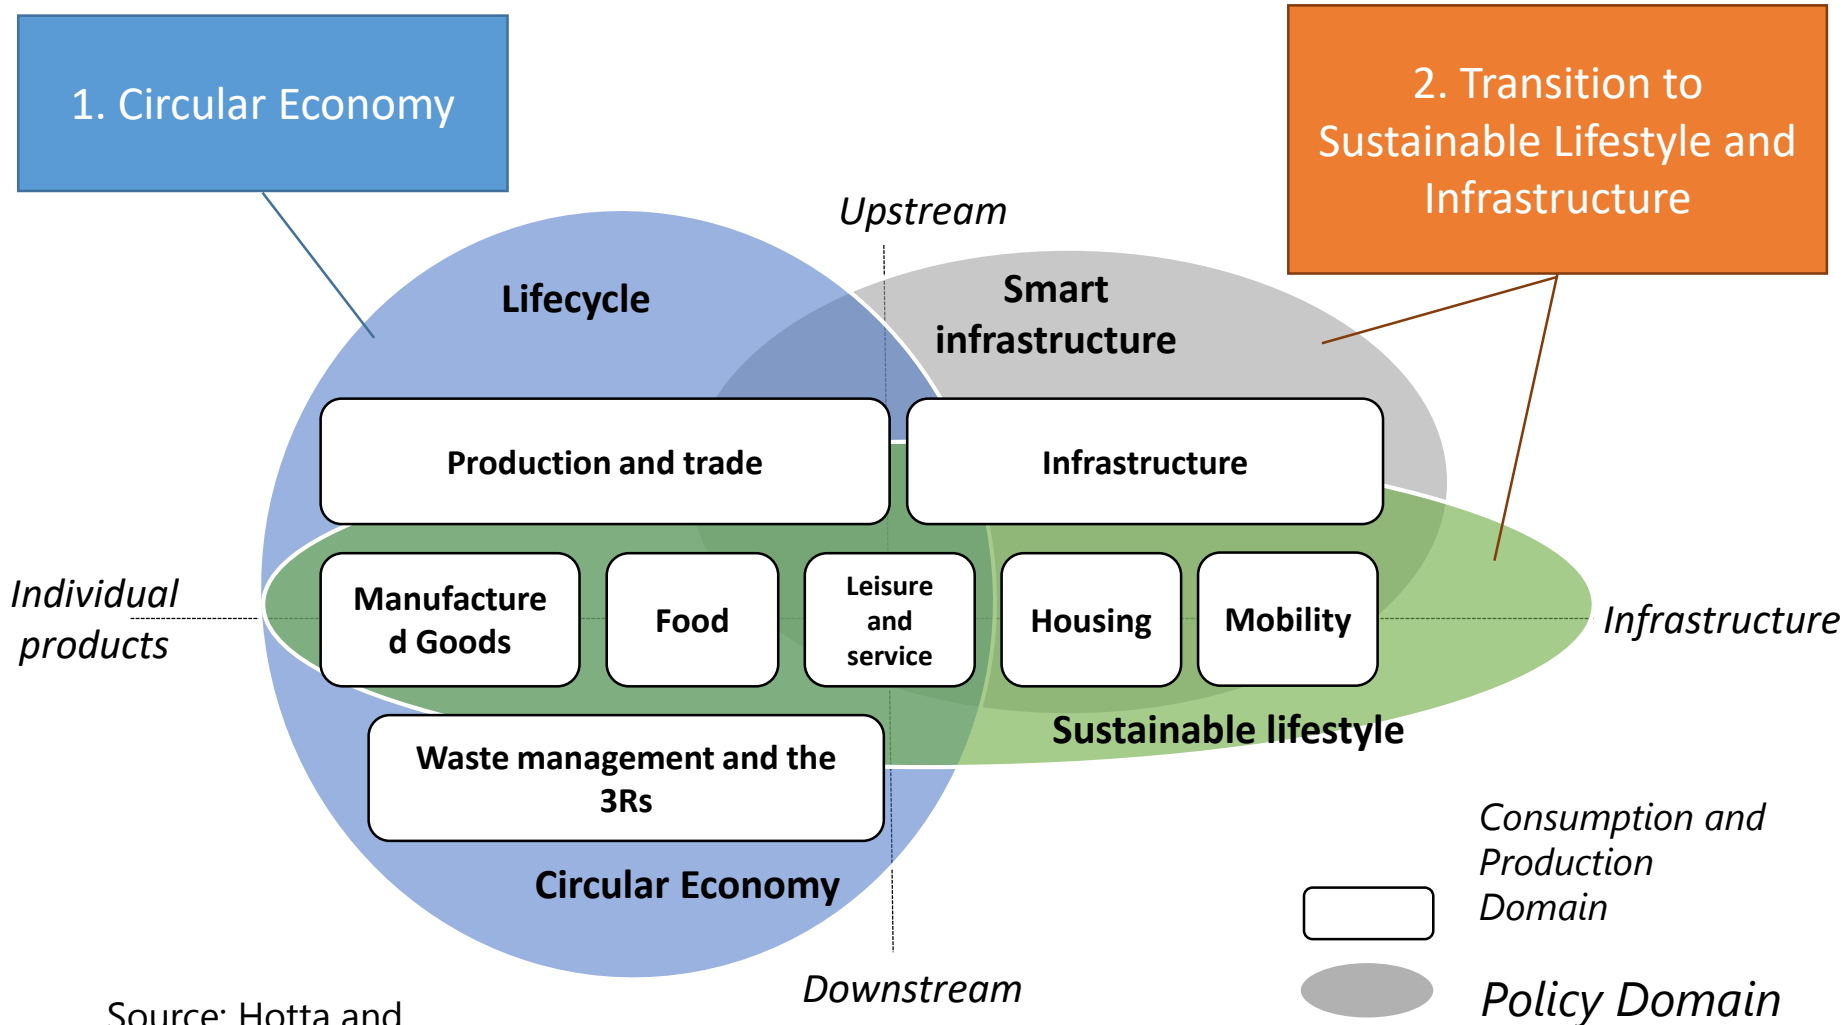 1. Circular Economy
2. Transition to
Sustainable Lifestyle and
Infrastructure
Upstream
Lifecycle
Smart
infrastructure
Production and trade
Infrastructure
Individual
products
Manufacture
d Goods
Food
Leisure
and
service
Housing
Mobility
Infrastructure
Sustainable lifestyle
Waste management and the
3Rs
Circular Economy
Consumption and
Production
Domain
Downstream
Policy Domain
Source: Hotta and